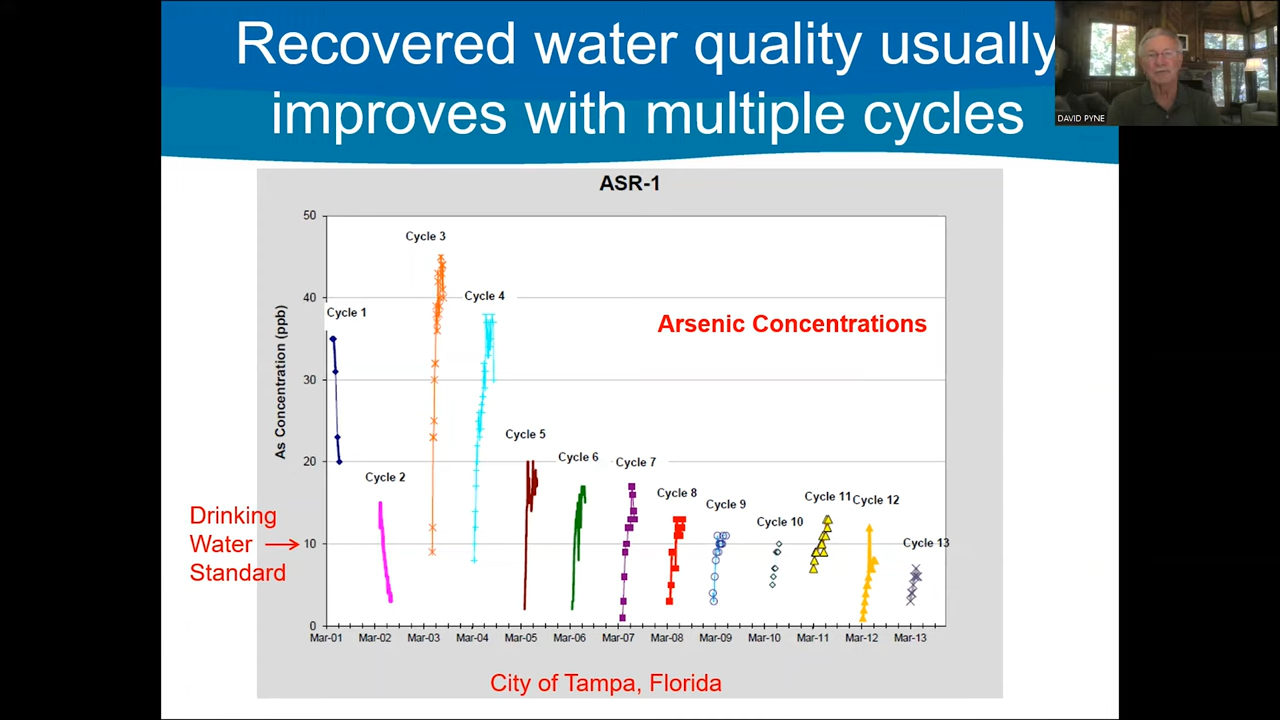 Recovered water quality usually
improves with multiple cycles
DAVID PYNE
ASR-1
50
40
30
20
10
0
As Concentration (ppb)
Cycle 1
Cycle 2
Cycle 3
Cycle 4
Cycle 5
Cycle 6
Cycle 7
Cycle 8
Cycle 9
Cycle 10
Cycle 11
Cycle 12
Cycle 13
Arsenic Concentrations
Drinking
Water
Standard
Mar-01 Mar-02 Mar-03 Mar-04 Mar-05 Mar-06 Mar-07 Mar-08 Mar-09 Mar-10 Mar-11 Mar-12 Mar-13
City of Tampa, Florida